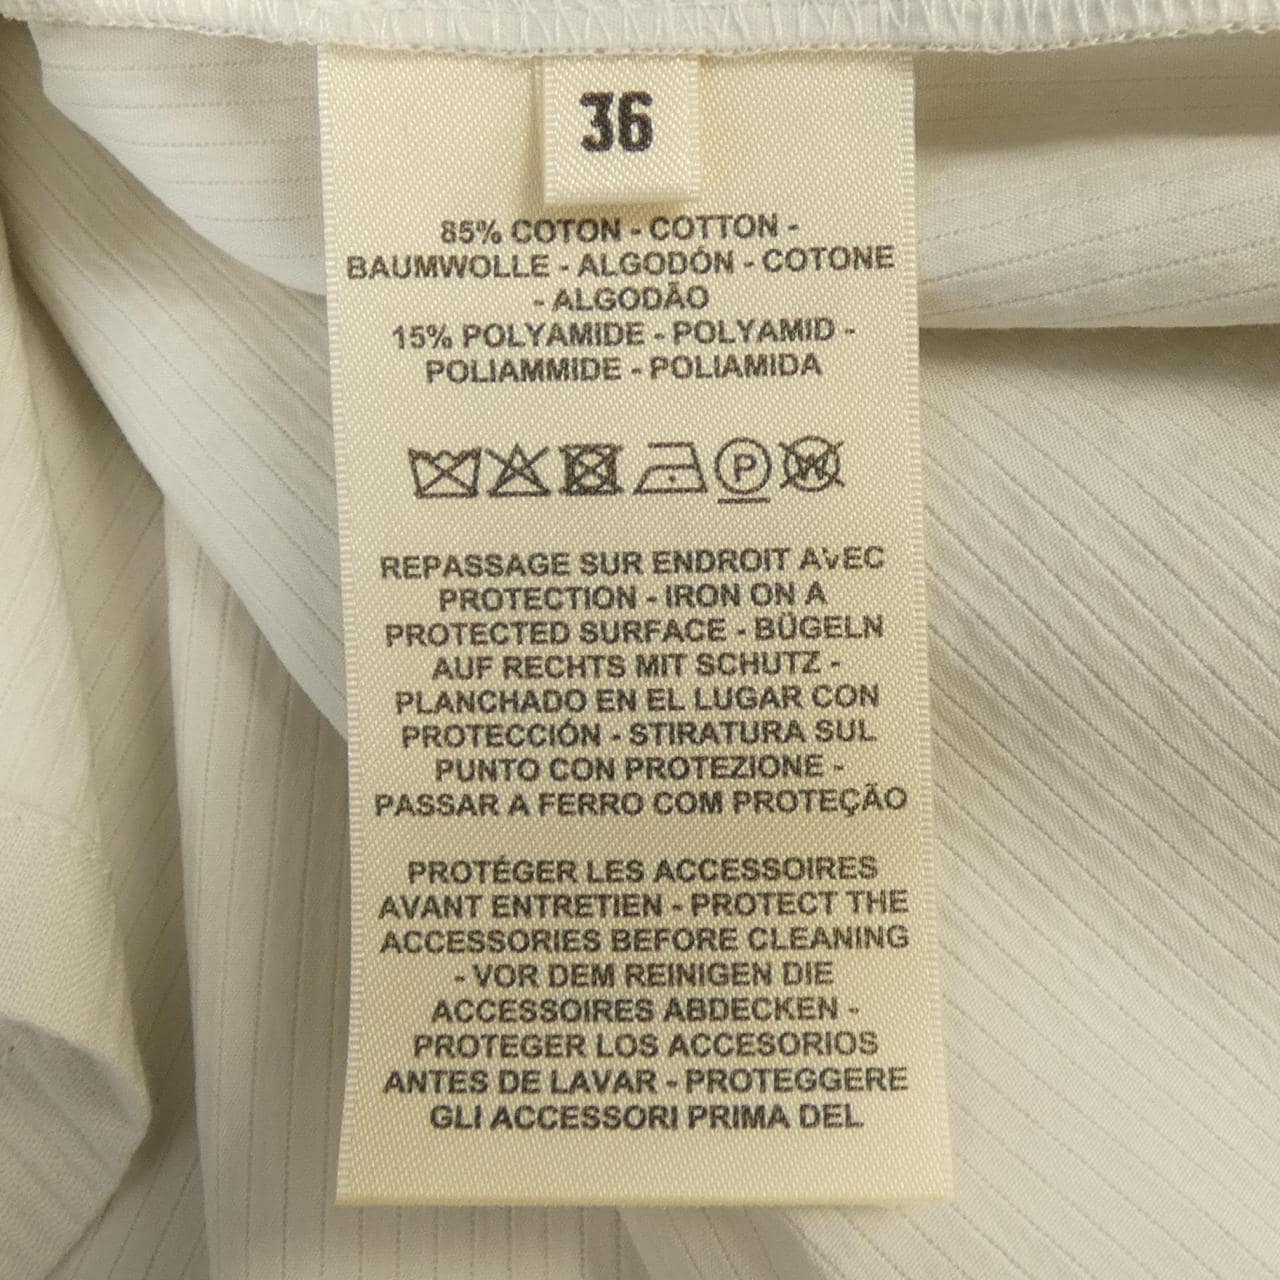 36
85% COTON - COTTON -
BAUMWOLLE - ALGODÓN - COTONE
- ALGODÃO
15% POLYAMIDE - POLYAMID -
POLIAMMIDE - POLIAMIDA
P W
REPASSAGE SUR ENDROIT AVEC
PROTECTION - IRON ON A
PROTECTED SURFACE - BÜGELN
AUF RECHTS MIT SCHUTZ -
PLANCHADO EN EL LUGAR CON
PROTECCIÓN - STIRATURA SUL
PUNTO CON PROTEZIONE -
PASSAR A FERRO COM PROTEÇÃO
PROTÉGER LES ACCESSOIRES
AVANT ENTRETIEN - PROTECT THE
ACCESSORIES BEFORE CLEANING
- VOR DEM REINIGEN DIE
ACCESSOIRES ABDECKEN -
PROTEGER LOS ACCESORIOS
ANTES DE LAVAR - PROTEGGERE
GLI ACCESSORI PRIMA DEL